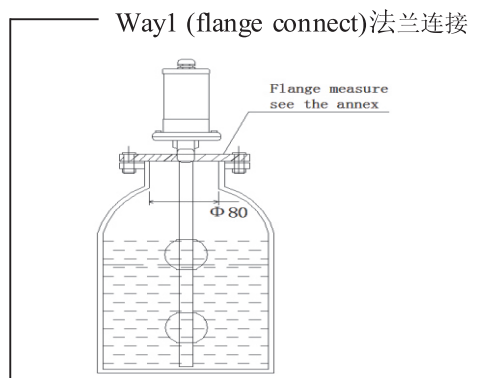 Way1 (flange connect)法兰连接
Flange measure
see the annex
Φ80